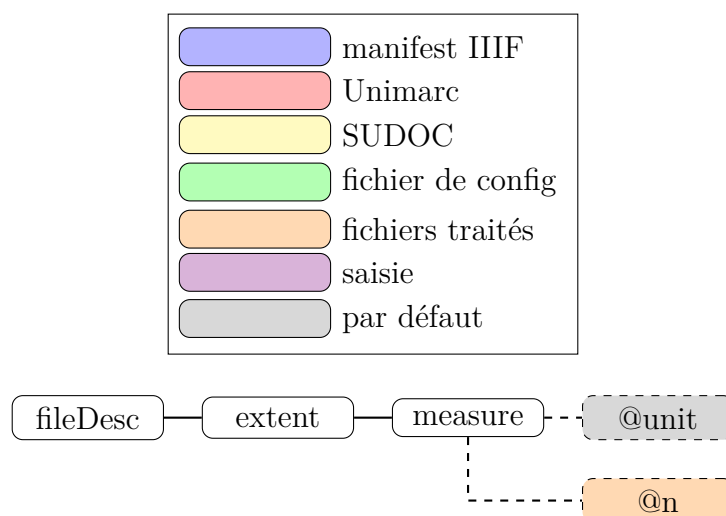 manifest IIIF
Unimarc
SUDOC
fichier de config
fichiers traités
saisie
par défaut
fileDesc extent measure @unit
@n